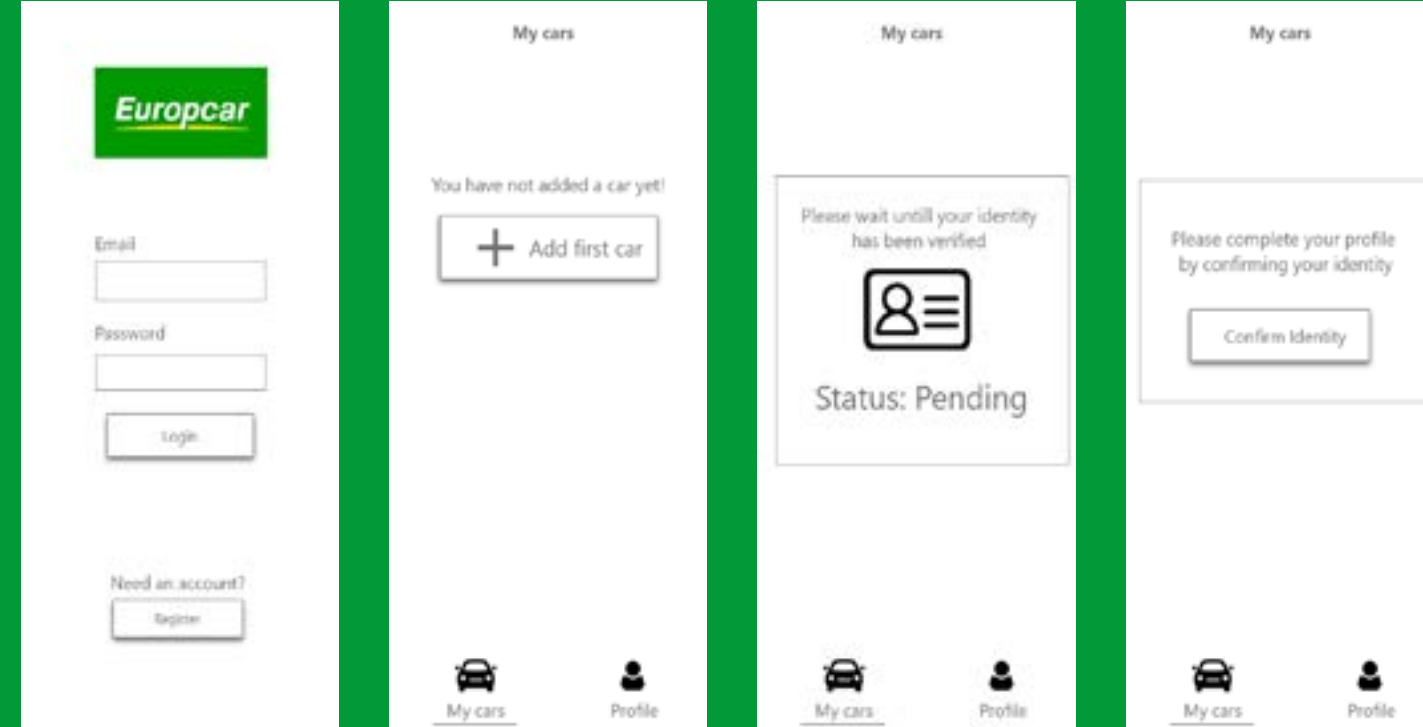 Europcar
Email
Password
Login
Need an account?
Register
My cars
You have not added a car yet!
Add first car
My cars
Profile
My cars
Please wait untill your identity
has been verified
Status: Pending
My cars
Profile
My cars
Please complete your profile
by confirming your identity
Confirm Identity
My cars
Profile